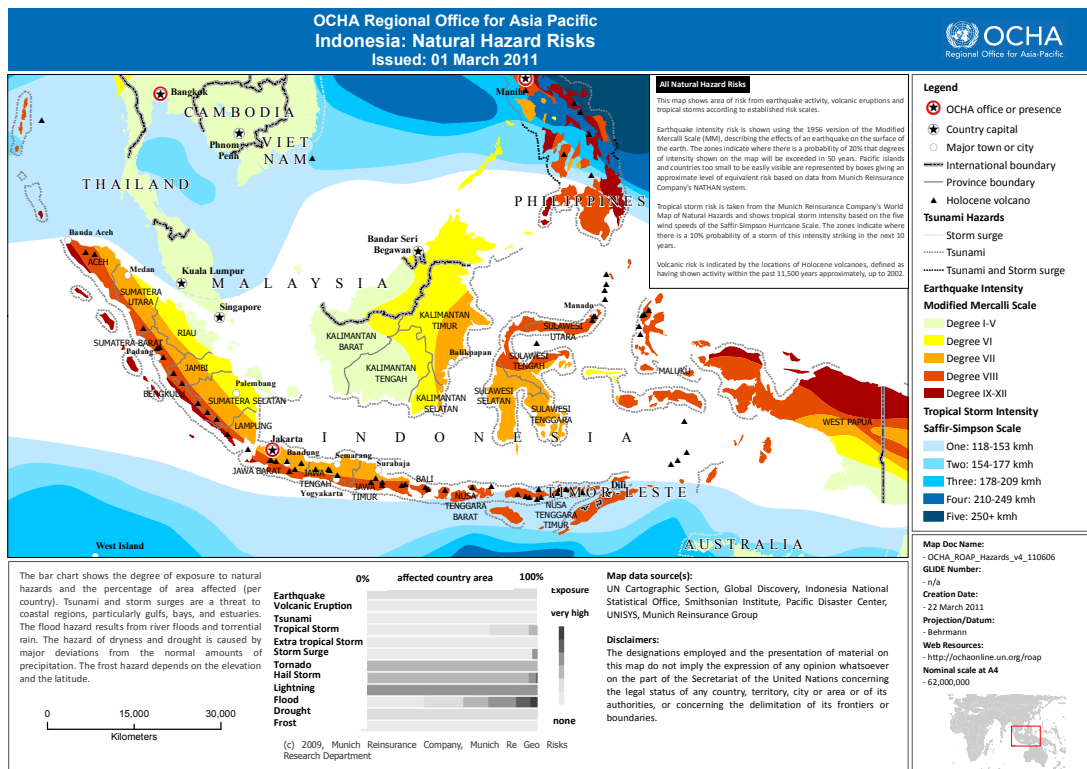 OCHA Regional Office for Asia Pacific
Indonesia: Natural Hazard Risks
Issued: 01 March 2011
OCHA
Regional Office for Asia-Pacific
Bangkok
CAMBODIA
Phnom
Penh
VIET
NAM
THAILAND
Manila
PHILIPPINES
Banda Aceh
ACEH
Medan
SUMATERA
UTARA
Kuala Lumpur
MALAYSIA
Singapore
Bandar Seri
Begawan
RIAU
SUMATERA BARAT
Padang
JAMBI
BENGKULU
Palembang
SUMATERA SELATAN
LAMPUNG
KALIMANTAN
BARAT
KALIMANTAN
TENGAH
KALIMANTAN
TIMUR
Balikpapan
KALIMANTAN
SELATAN
Manado
SULAWESI
UTARA
SULAWESI
TENGAH
SULAWESI
SELATAN
SULAWESI
TENGGARA
MALUKU
WEST PAPUA
INDONESIA
Jakarta
Bandung
JAWA BARAT
Semarang
JAWA
TENGAH
Yogyakarta
Surabaya
JAWA
TIMUR
BALI
NUSA
TENGGARA
BARAT
NUSA
TENGGARA
TIMUR
Dili
TIMOR-LESTE
West Island
AUSTRALIA
All Natural Hazard Risks
This map shows area of risk from earthquake activity, volcanic eruptions and
tropical storms according to established risk scales.
Earthquake intensity risk is shown using the 1956 version of the Modified
Mercalli Scale (MM), describing the effects of an earthquake on the surface of
the earth. The zones indicate where there is a probability of 20% that degrees
of intensity shown on the map will be exceeded in 50 years. Pacific islands
and countries too small to be easily visible are represented by boxes giving an
approximate level of equivalent risk based on data from Munich Reinsurance
Company's NATHAN system.
Tropical storm risk is taken from the Munich Reinsurance Company's World
Map of Natural Hazards and shows tropical storm intensity based on the five
wind speeds of the Saffir-Simpson Hurricane Scale. The zones indicate where
there is a 10% probability of a storm of this intensity striking in the next 10
years.
Volcanic risk is indicated by the locations of Holocene volcanoes, defined as
having shown activity within the past 11,500 years approximately, up to 2002.
Legend
OCHA office or presence
Country capital
Major town or city
International boundary
Province boundary
Holocene volcano
Tsunami Hazards
Storm surge
Tsunami
Tsunami and Storm surge
Earthquake Intensity
Modified Mercalli Scale
Degree I-V
Degree VI
Degree VII
Degree VIII
Degree IX-XII
Tropical Storm Intensity
Saffir-Simpson Scale
One: 118-153 kmh
Two: 154-177 kmh
Three: 178-209 kmh
Four: 210-249 kmh
Five: 250+ kmh
Map Doc Name:
- OCHA_ROAP_Hazards_v4_110606
GLIDE Number:
- n/a
Creation Date:
- 22 March 2011
Projection/Datum:
- Behrmann
Web Resources:
- http://ochaonline.un.org/roap
Nominal scale at A4
- 62,000,000
The bar chart shows the degree of exposure to natural
hazards and the percentage of area affected (per
country). Tsunami and storm surges are a threat to
coastal regions, particularly gulfs, bays, and estuaries.
The flood hazard results from river floods and torrential
rain. The hazard of dryness and drought is caused by
major deviations from the normal amounts of
precipitation. The frost hazard depends on the elevation
and the latitude.
0 15,000 30,000
Kilometers
0% affected country area 100%
Earthquake
Volcanic Eruption
Tsunami
Tropical Storm
Extra tropical Storm
Storm Surge
Tornado
Hail Storm
Lightning
Flood
Drought
Frost
Exposure
very high
none
(c) 2009, Munich Reinsurance Company, Munich Re Geo Risks
Research Department
Map data source(s):
UN Cartographic Section, Global Discovery, Indonesia National
Statistical Office, Smithsonian Institute, Pacific Disaster Center,
UNISYS, Munich Reinsurance Group
Disclaimers:
The designations employed and the presentation of material on
this map do not imply the expression of any opinion whatsoever
on the part of the Secretariat of the United Nations concerning
the legal status of any country, territory, city or area or of its
authorities, or concerning the delimitation of its frontiers or
boundaries.